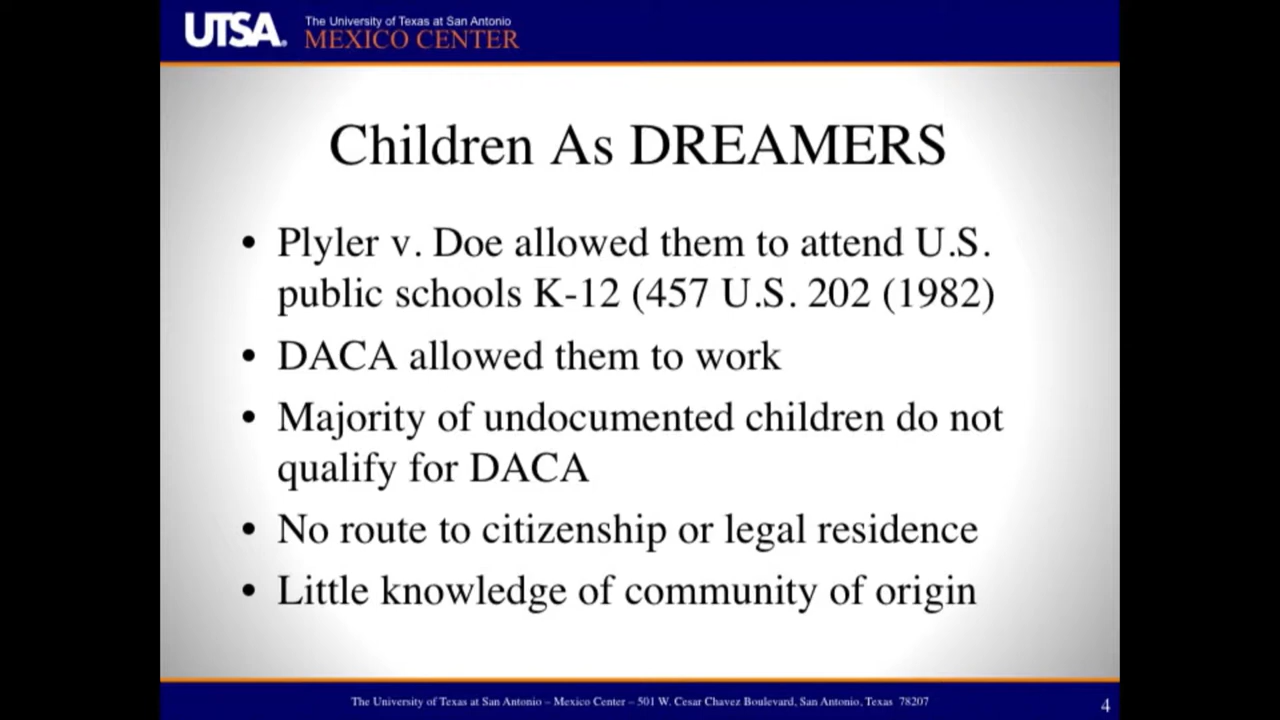 UTSA.
The University of Texas at San Antonio
MEXICO CENTER
Children As DREAMERS
• Plyler v. Doe allowed them to attend U.S.
public schools K-12 (457 U.S. 202 (1982)
• DACA allowed them to work
• Majority of undocumented children do not
qualify for DACA
• No route to citizenship or legal residence
• Little knowledge of community of origin
The University of Texas at San Antonio – Mexico Center – 501 W. Cesar Chavez Boulevard, San Antonio, Texas 78207
4